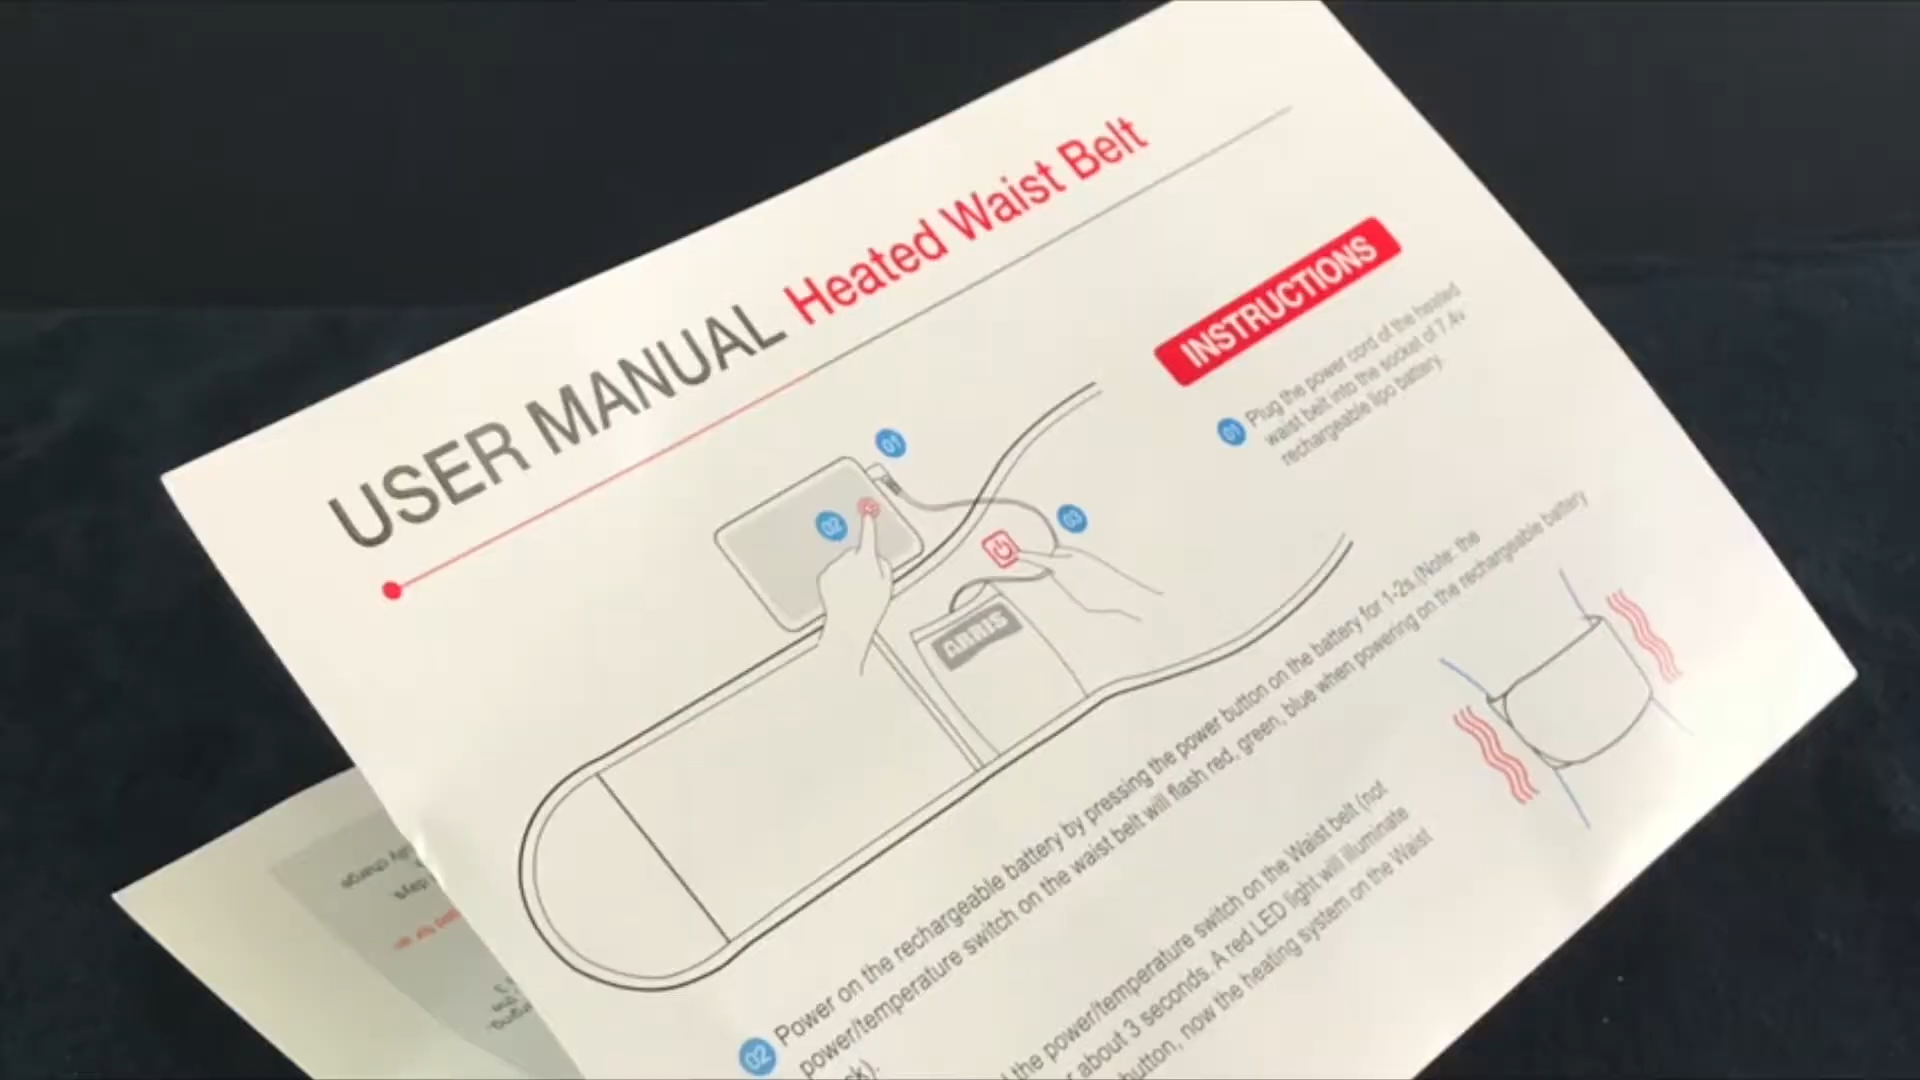 USER MANUAL Heated Waist Belt
INSTRUCTIONS
01 Plug the power cord of the heated
waist belt into the socket of 7.4v
rechargeable lipo battery.
01
02
03
ARRIS
02 Power on the rechargeable battery by pressing the power button on the battery for 1-2s.(Note: the
power/temperature switch on the waist belt will flash red, green, blue when powering on the rechargeable battery
the power/temperature switch on the Waist belt (not
about 3 seconds. A red LED light will illuminate
button, now the heating system on the Waist
charge
days